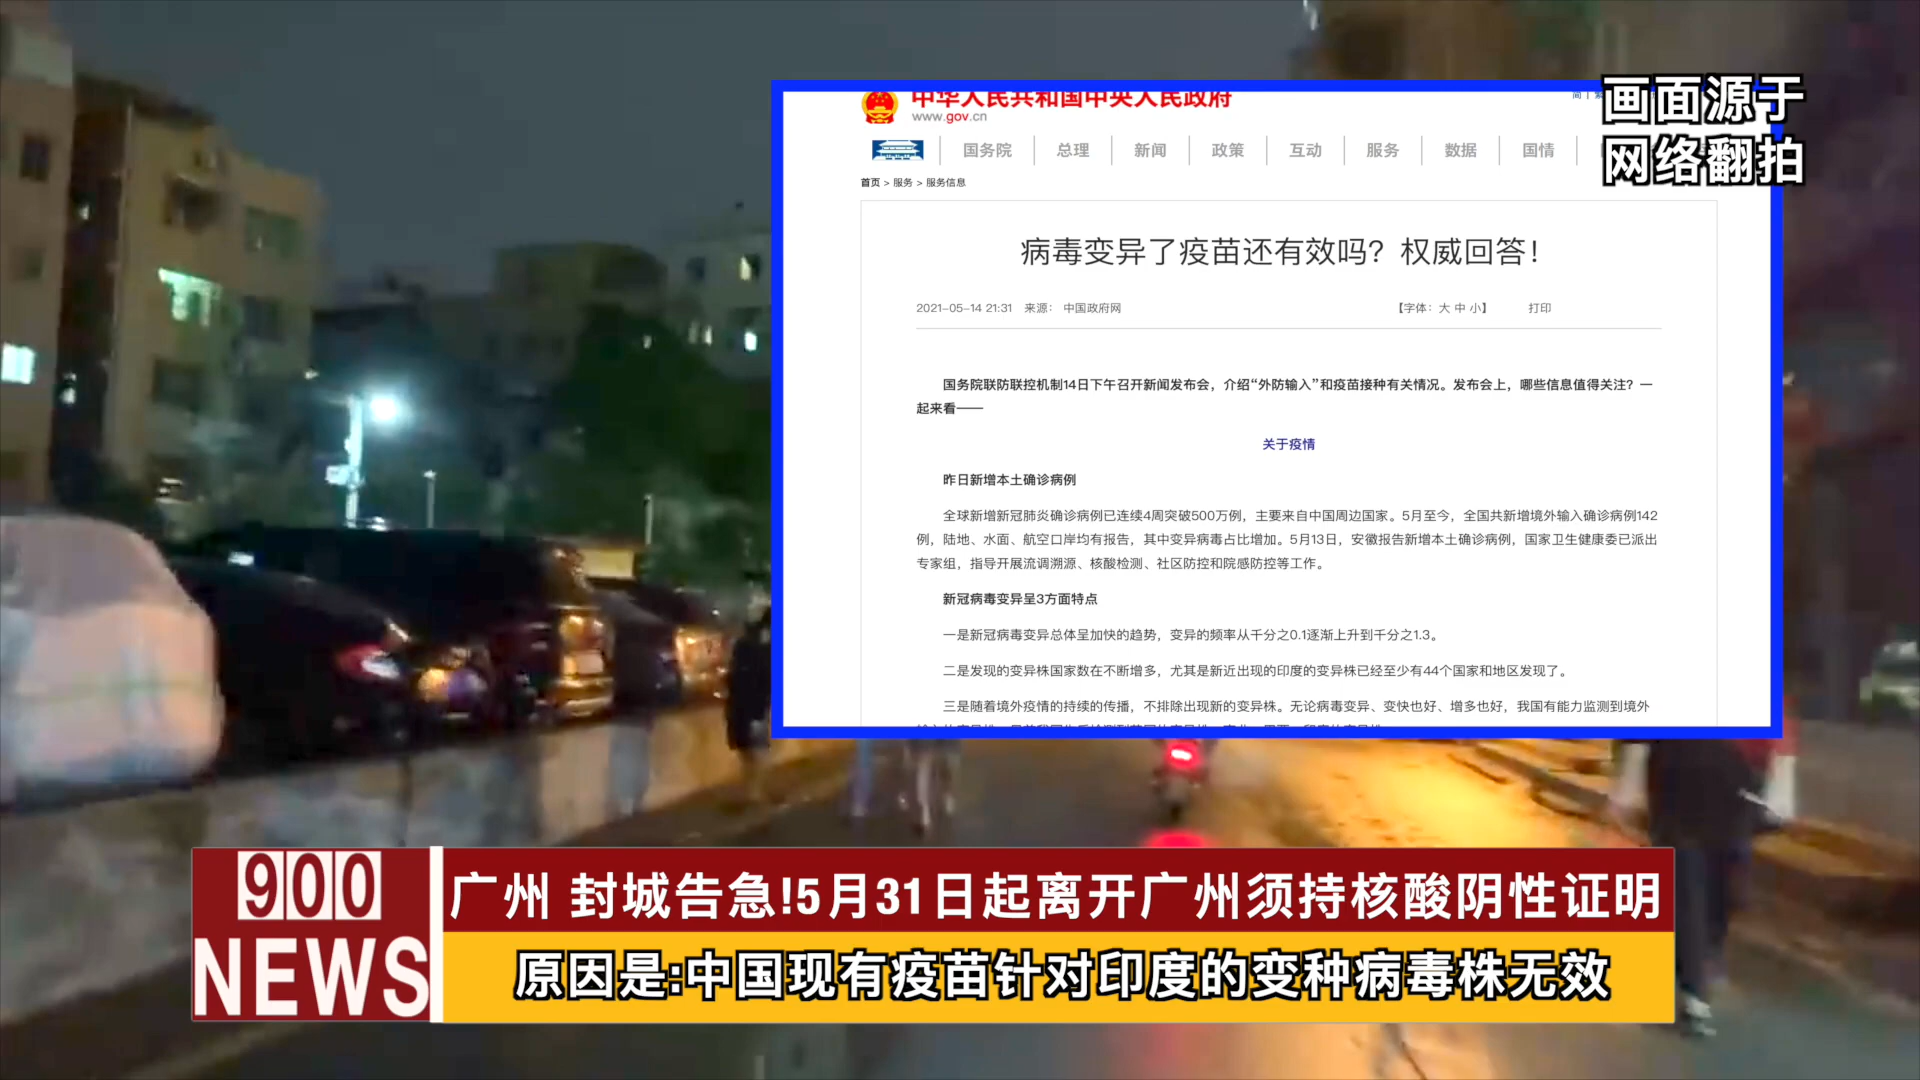 中华人民共和国中央人民政府
www.gov.cn
画面源于
网络翻拍
国务院 总理 新闻 政策 互动 服务 数据 国情
首页 > 服务 > 服务信息
病毒变异了疫苗还有效吗？权威回答！
2021-05-14 21:31 来源： 中国政府网 【字体：大 中 小】 打印
国务院联防联控机制14日下午召开新闻发布会，介绍“外防输入”和疫苗接种有关情况。发布会上，哪些信息值得关注？一
起来看——
关于疫情
昨日新增本土确诊病例
全球新增新冠肺炎确诊病例已连续4周突破500万例，主要来自中国周边国家。5月至今，全国共新增境外输入确诊病例142
例，陆地、水面、航空口岸均有报告，其中变异病毒占比增加。5月13日，安徽报告新增本土确诊病例，国家卫生健康委已派出
专家组，指导开展流调溯源、核酸检测、社区防控和院感防控等工作。
新冠病毒变异呈3方面特点
一是新冠病毒变异总体呈加快的趋势，变异的频率从千分之0.1逐渐上升到千分之1.3。
二是发现的变异株国家数在不断增多，尤其是新近出现的印度的变异株已经至少有44个国家和地区发现了。
三是随着境外疫情的持续的传播，不排除出现新的变异株。无论病毒变异、变快也好、增多也好，我国有能力监测到境外
900
NEWS
广州 封城告急!5月31日起离开广州须持核酸阴性证明
原因是:中国现有疫苗针对印度的变种病毒株无效